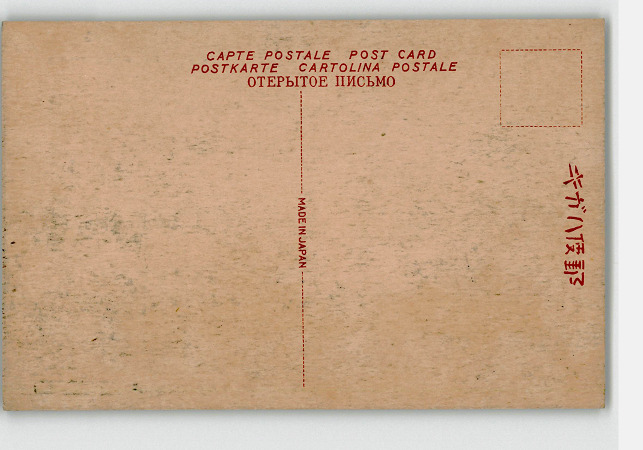 CAPTE POSTALE POST CARD
POSTKARTE CARTOLINA POSTALE
ОТЕРЫТОЕ ПИСЬМО
MADE IN JAPAN
キガハ便郵